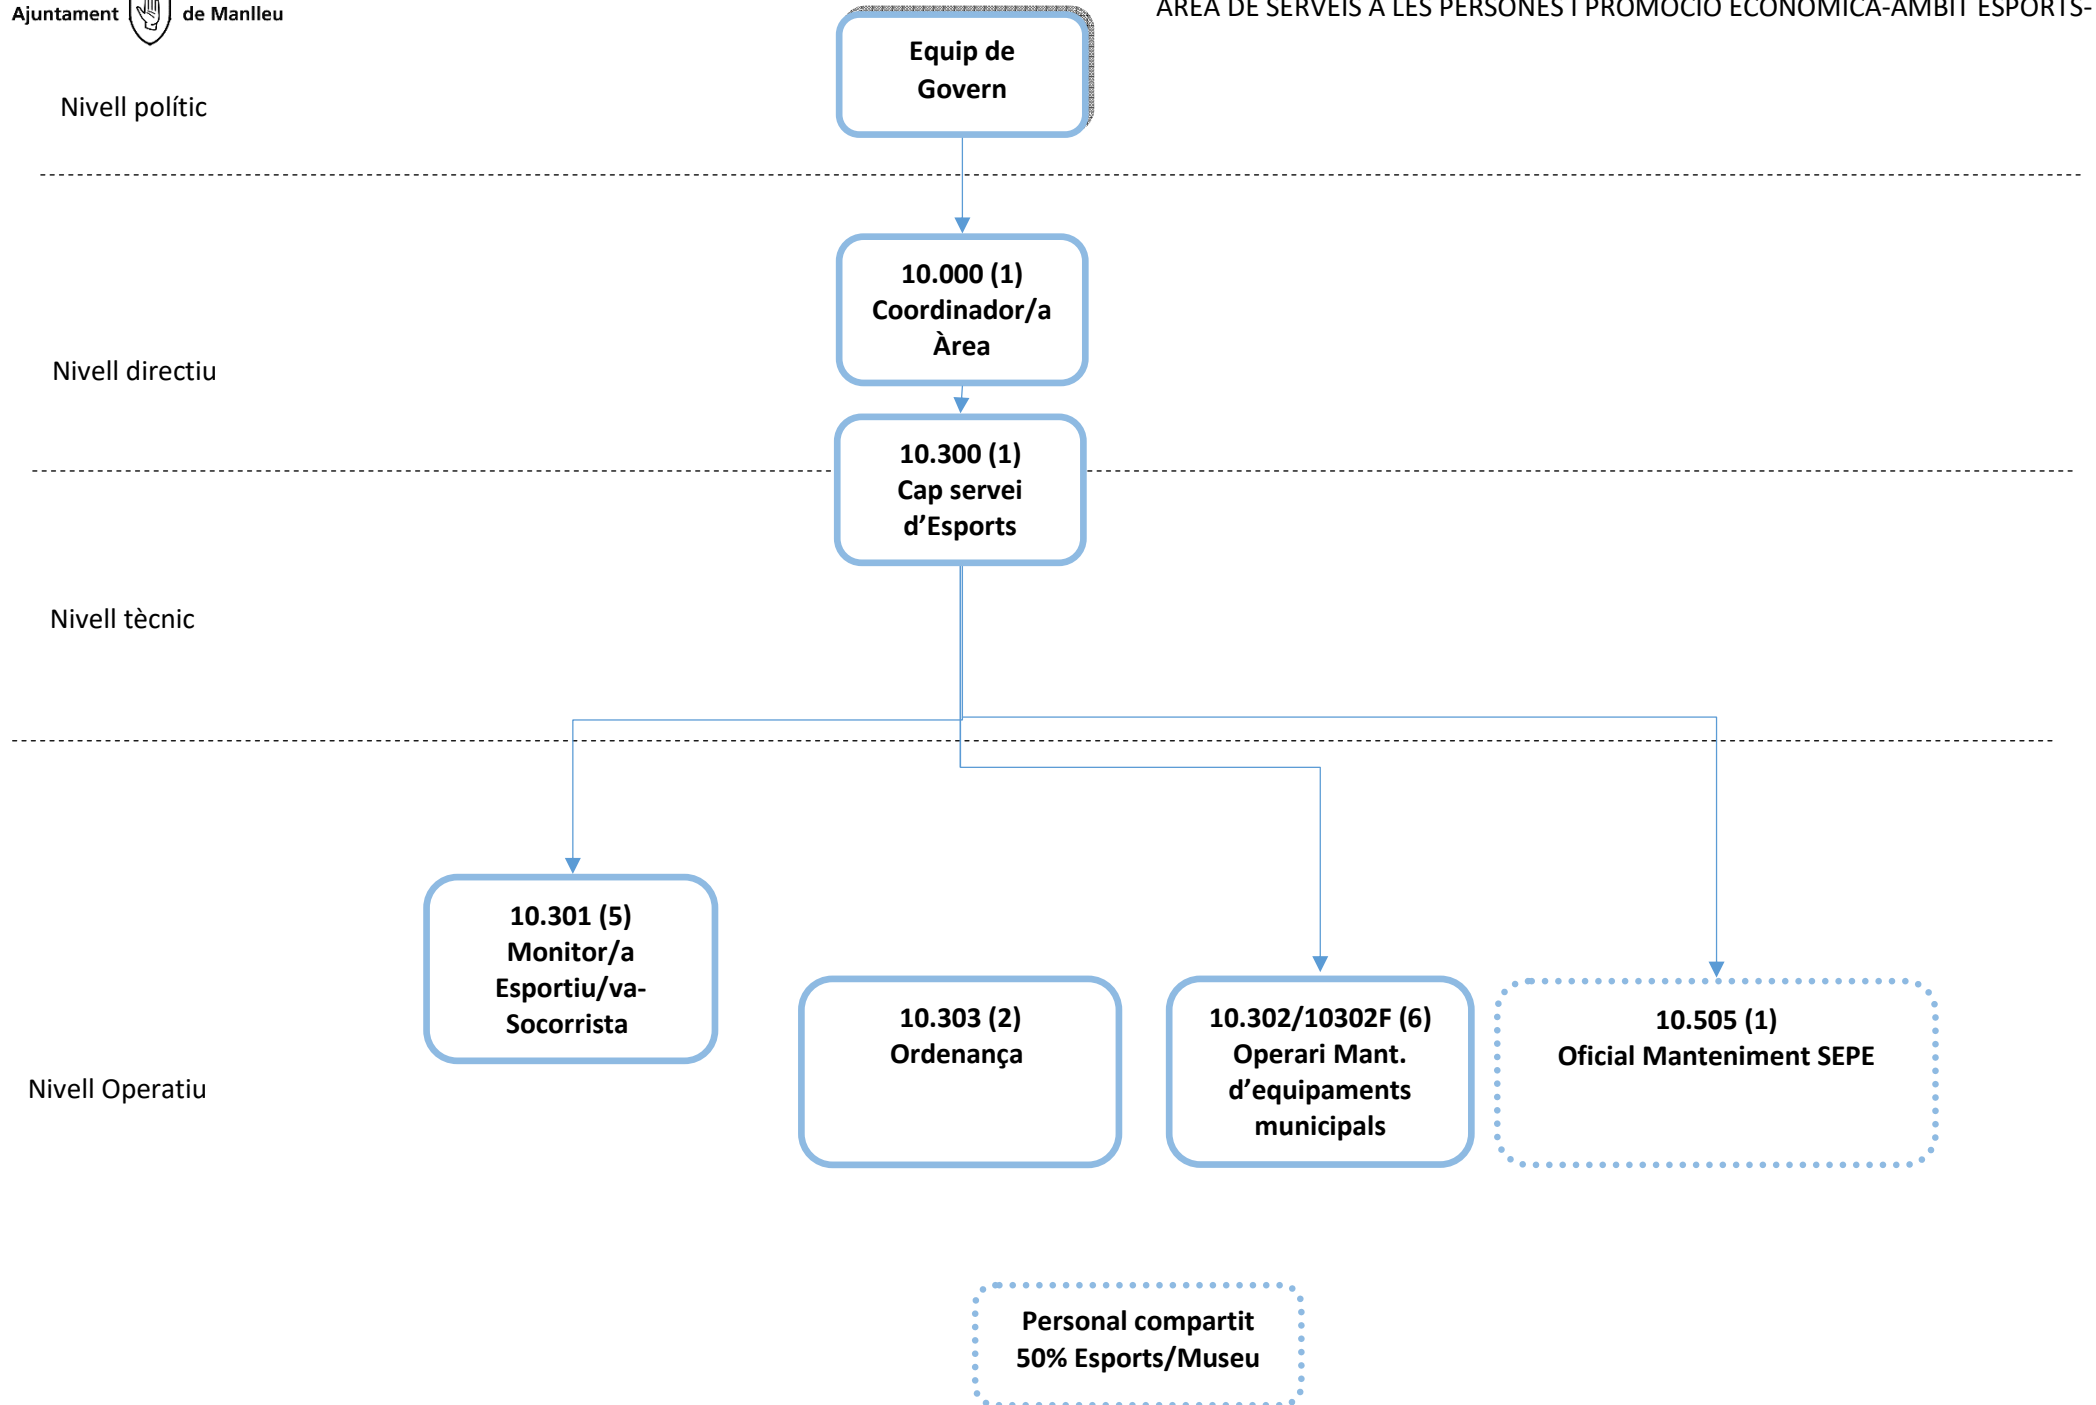 Ajuntament de Manlleu
ÀREA DE SERVEIS A LES PERSONES I PROMOCIÓ ECONÒMICA-ÀMBIT ESPORTS-
Equip de
Govern
Nivell polític
10.000 (1)
Coordinador/a
Àrea
Nivell directiu
10.300 (1)
Cap servei
d’Esports
Nivell tècnic
10.301 (5)
Monitor/a
Esportiu/va-
Socorrista
10.303 (2)
Ordenança
10.302/10302F (6)
Operari Mant.
d’equipaments
municipals
10.505 (1)
Oficial Manteniment SEPE
Nivell Operatiu
Personal compartit
50% Esports/Museu